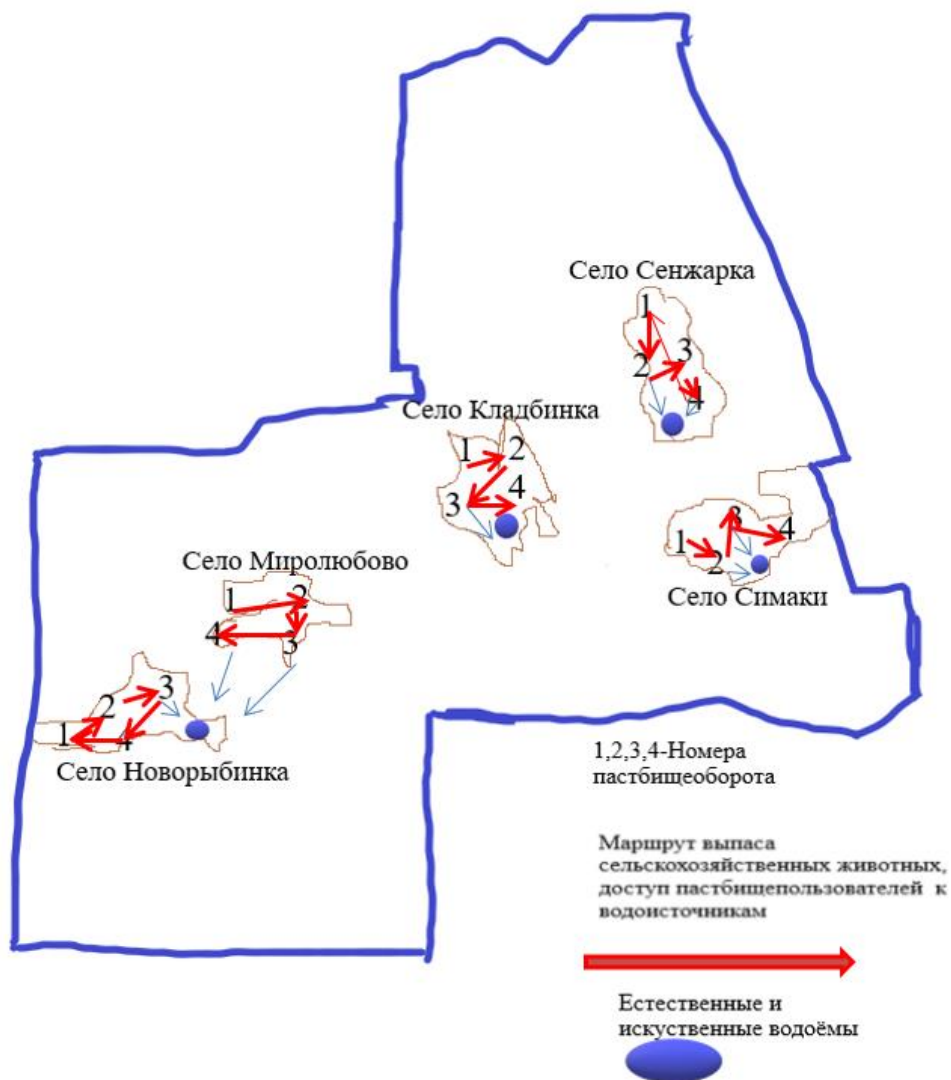 Село Сенжарка
1
3
2
4
Село Кладбинка
1
2
4
3
3
4
1
2
Село Симаки
Село Миролюбово
1
2
4
3
3
2
1
4
Село Новорыбинка
1,2,3,4-Номера
пастбищеоборота
Маршрут выпаса
сельскохозяйственных животных,
доступ пастбищепользователей к
водоисточникам
Естественные и
искуственные водоёмы